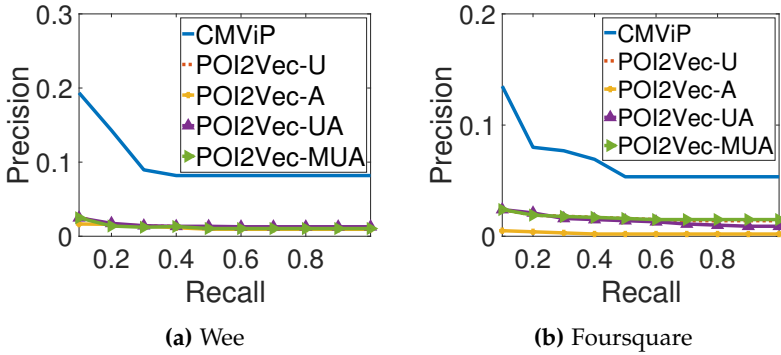 0.3
0.2
0.1
0
Precision
CMViP
POI2Vec-U
POI2Vec-A
POI2Vec-UA
POI2Vec-MUA
0.2 0.4 0.6 0.8
Recall
(a) Wee
0.2
0.1
0
Precision
CMViP
POI2Vec-U
POI2Vec-A
POI2Vec-UA
POI2Vec-MUA
0.2 0.4 0.6 0.8
Recall
(b) Foursquare